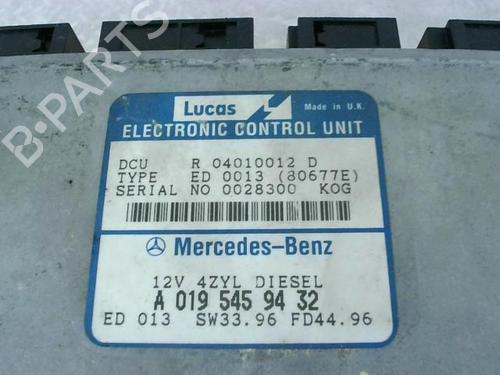 Lucas Made in U.K.
ELECTRONIC CONTROL UNIT
DCU R 04010012 D
TYPE ED 0013 (80677E)
SERIAL NO 0028300 KOG
Mercedes-Benz
12V 4ZYL DIESEL
A 019 545 94 32
ED 013 SW33.96 FD44.96
B-PARTS